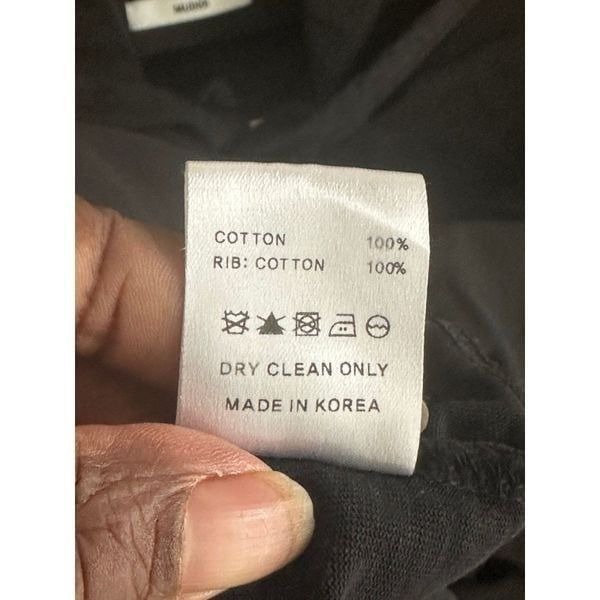 COTTON 100%
RIB: COTTON 100%
DRY CLEAN ONLY
MADE IN KOREA